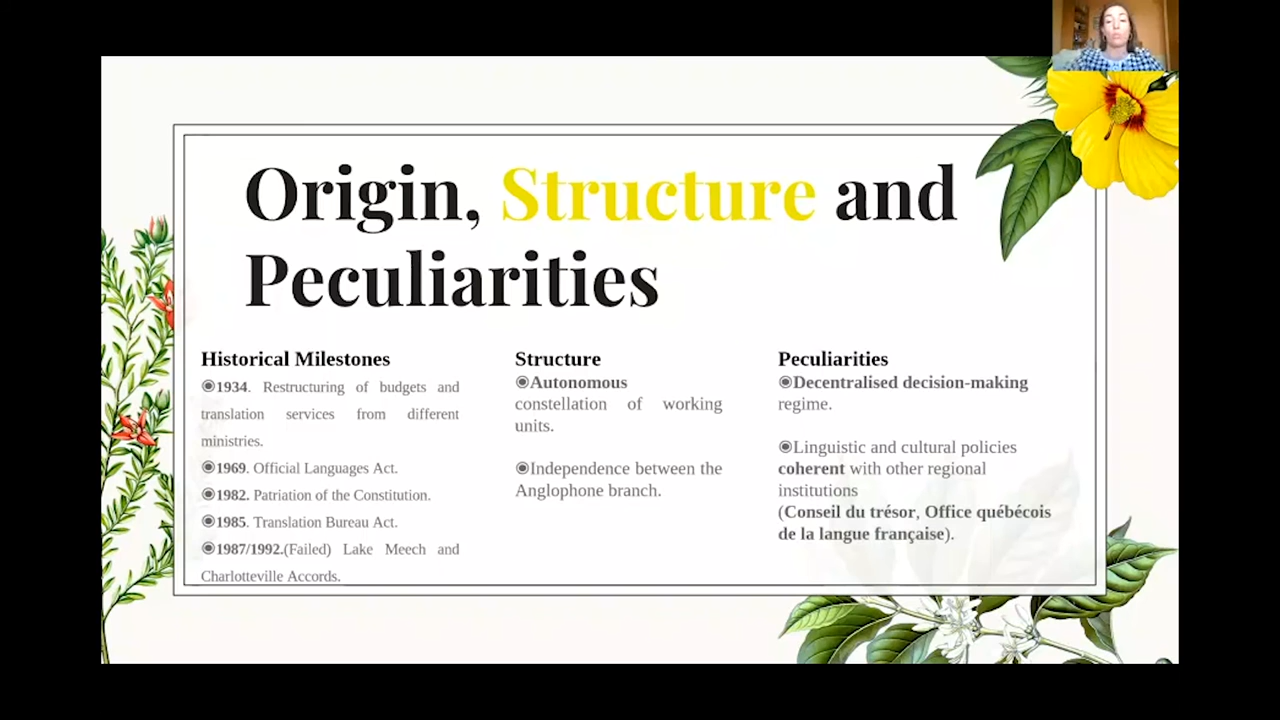 Origin, Structure and
Peculiarities
Historical Milestones
◉1934. Restructuring of budgets and
translation services from different
ministries.
◉1969. Official Languages Act.
◉1982. Patriation of the Constitution.
◉1985. Translation Bureau Act.
◉1987/1992.(Failed) Lake Meech and
Charlotteville Accords.
Structure
◉Autonomous
constellation of working
units.
◉Independence between the
Anglophone branch.
Peculiarities
◉Decentralised decision-making
regime.
◉Linguistic and cultural policies
coherent with other regional
institutions
(Conseil du trésor, Office québécois
de la langue française).